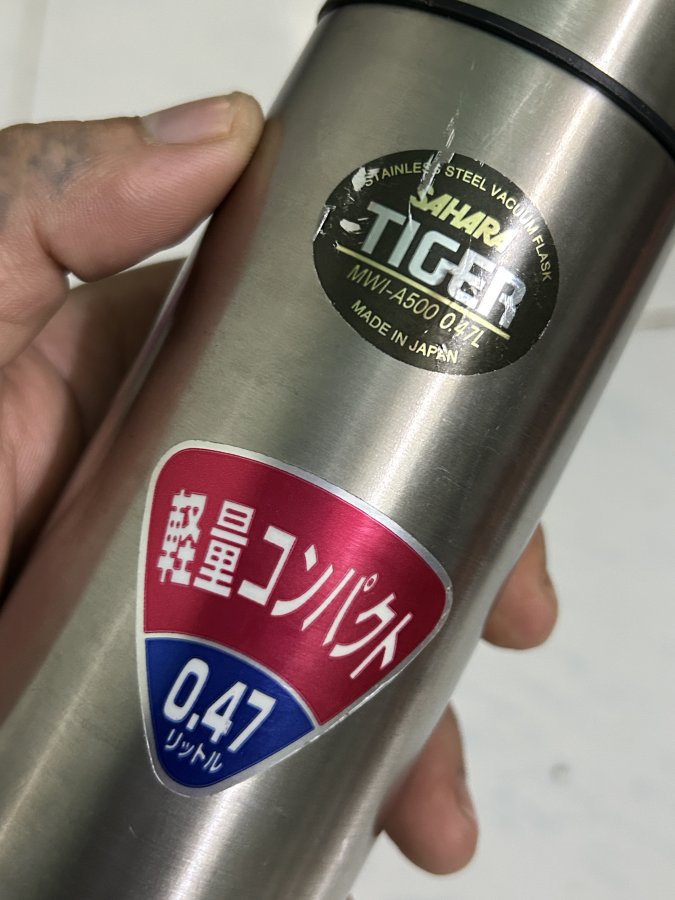 STAINLESS STEEL VACUUM FLASK
SAHARA
TIGER
MWI-A500 0.47L
MADE IN JAPAN
軽量コンパクト
0.47
リットル